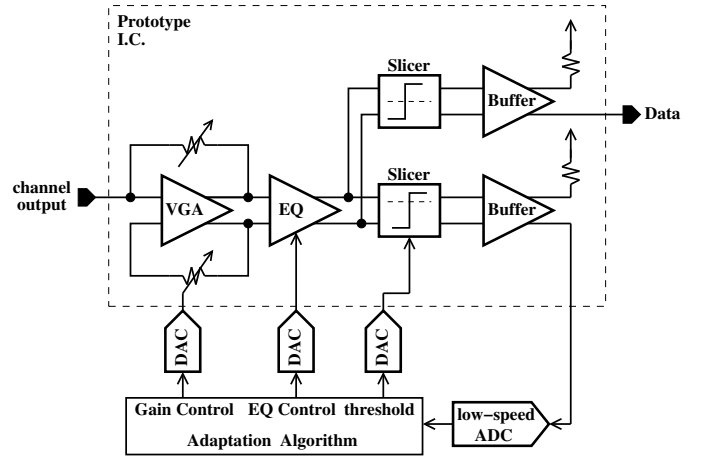 Prototype
I.C.
Slicer
Buffer
Data
channel
output
VGA
EQ
Slicer
Buffer
DAC
DAC
DAC
Gain Control EQ Control threshold
Adaptation Algorithm
low−speed
ADC